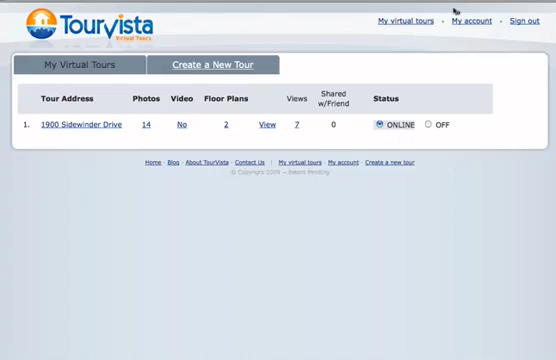 Tourvista
Virtual Tours
My virtual tours • My account • Sign out
My Virtual Tours
Create a New Tour
Tour Address Photos Video Floor Plans Views Shared w/Friend Status
1. 1900 Sidewinder Drive 14 No 2 View 7 0 ONLINE OFF
Home · Blog · About TourVista · Contact Us · My virtual tours · My account · Create a new tour
© Copyright 2009 — Patent Pending